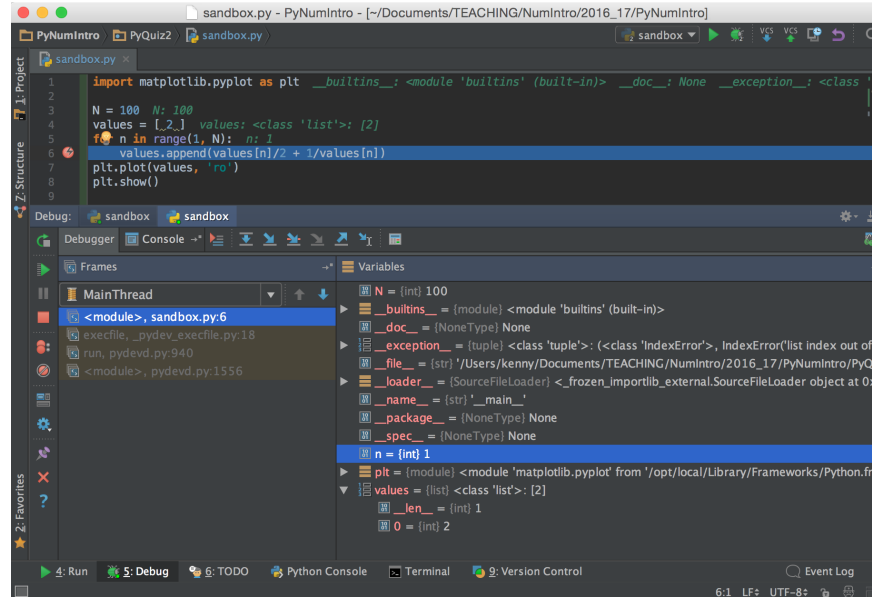 sandbox.py - PyNumIntro - [~/Documents/TEACHING/NumIntro/2016_17/PyNumIntro]
PyNumIntro PyQuiz2 sandbox.py sandbox VCS VCS
1: Project
Z: Structure
2: Favorites
sandbox.py ×
1 import matplotlib.pyplot as plt __builtins__: <module 'builtins' (built-in)> __doc__: None __exception__: <class '
2
3 N = 100 N: 100
4 values = [ 2 ] values: <class 'list'>: [2]
5 for n in range(1, N): n: 1
6 values.append(values[n]/2 + 1/values[n])
7 plt.plot(values, 'ro')
8 plt.show()
9
Debug: sandbox sandbox
Debugger Console
Frames
MainThread
<module>, sandbox.py:6
execfile, _pydev_execfile.py:18
run, pydevd.py:940
<module>, pydevd.py:1556
Variables
N = {int} 100
__builtins__ = {module} <module 'builtins' (built-in)>
__doc__ = {NoneType} None
__exception__ = {tuple} <class 'tuple'>: (<class 'IndexError'>, IndexError('list index out of
__file__ = {str} '/Users/kenny/Documents/TEACHING/NumIntro/2016_17/PyNumIntro/PyQ
__loader__ = {SourceFileLoader} <_frozen_importlib_external.SourceFileLoader object at 0
__name__ = {str} '__main__'
__package__ = {NoneType} None
__spec__ = {NoneType} None
n = {int} 1
plt = {module} <module 'matplotlib.pyplot' from '/opt/local/Library/Frameworks/Python.fr
values = {list} <class 'list'>: [2]
__len__ = {int} 1
0 = {int} 2
4: Run 5: Debug 6: TODO Python Console Terminal 9: Version Control Event Log
6:1 LF UTF-8